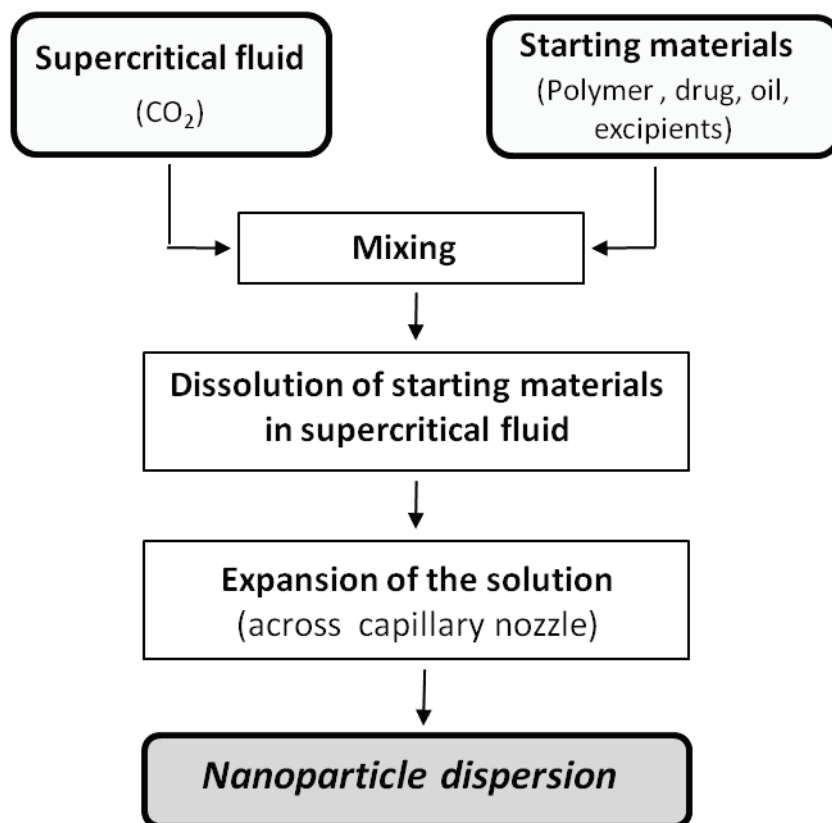 Supercritical fluid
(CO₂)
Starting materials
(Polymer , drug, oil,
excipients)
Mixing
Dissolution of starting materials
in supercritical fluid
Expansion of the solution
(across capillary nozzle)
Nanoparticle dispersion